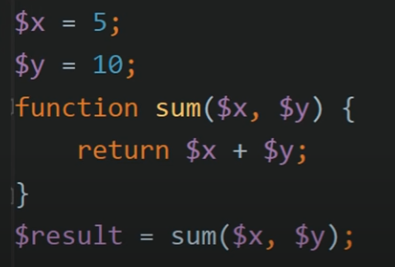 $x = 5;
$y = 10;
function sum($x, $y) {
    return $x + $y;
}
$result = sum($x, $y);